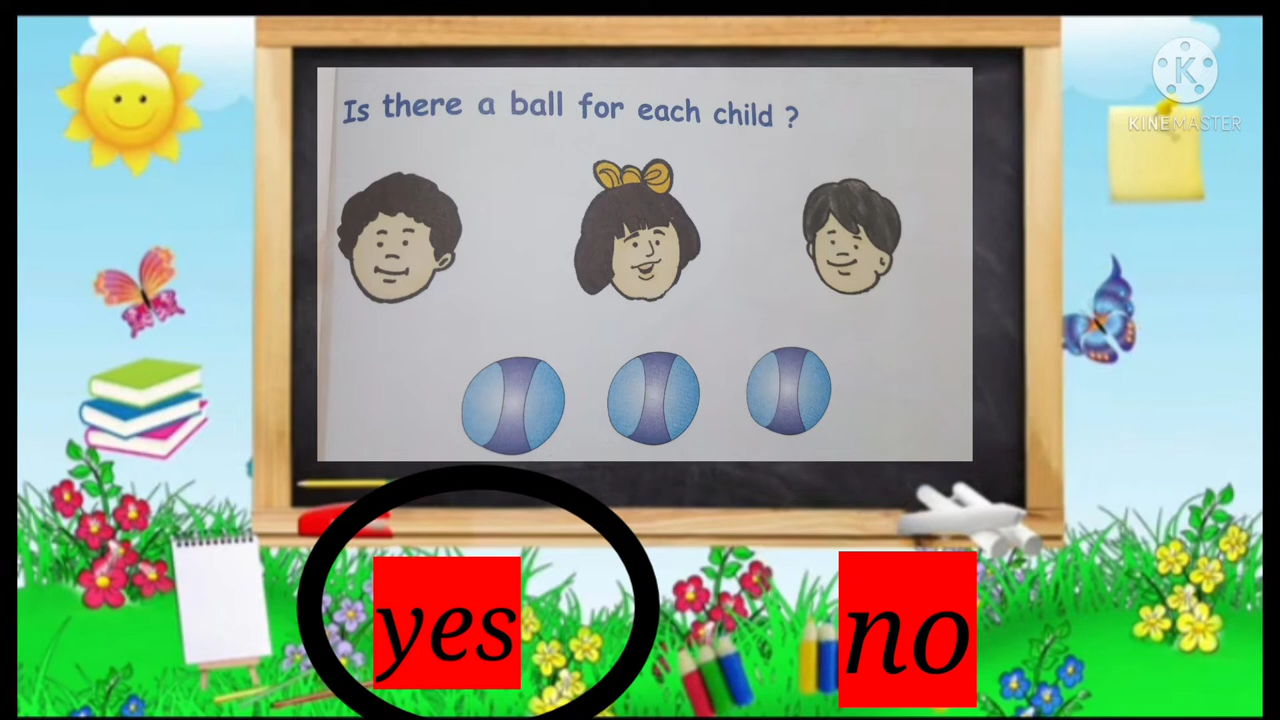 Is there a ball for each child ?
K
KINEMASTER
yes
no